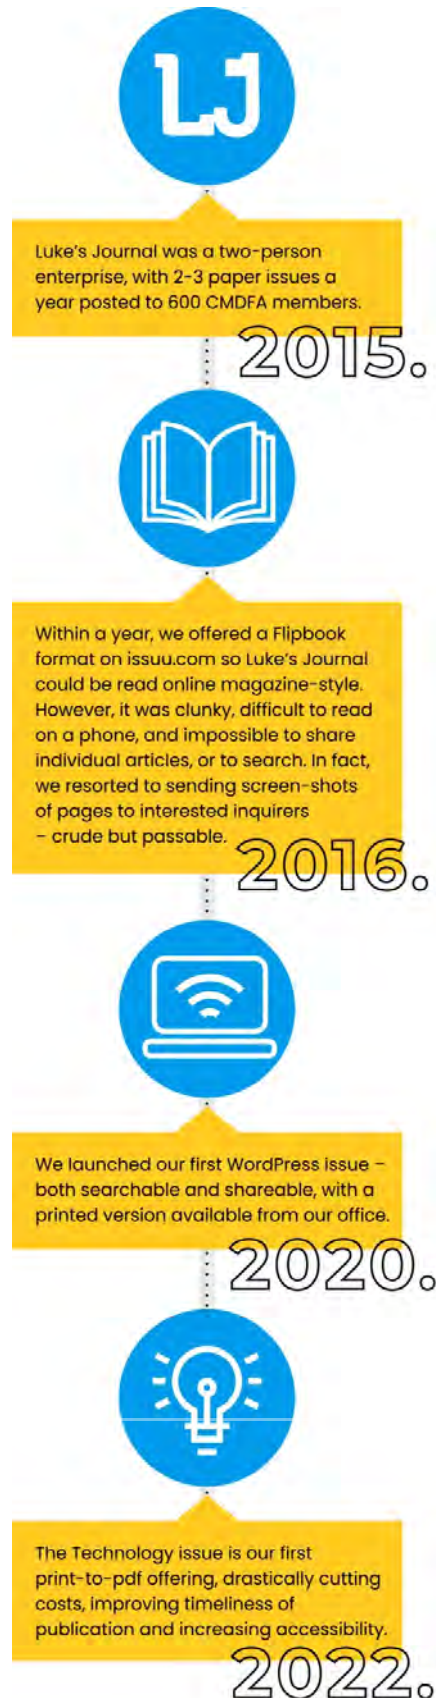 LJ
Luke's Journal was a two-person
enterprise, with 2-3 paper issues a
year posted to 600 CMDFA members.
2015.
Within a year, we offered a Flipbook
format on issuu.com so Luke's Journal
could be read online magazine-style.
However, it was clunky, difficult to read
on a phone, and impossible to share
individual articles, or to search. In fact,
we resorted to sending screen-shots
of pages to interested inquirers
– crude but passable.
2016.
We launched our first WordPress issue –
both searchable and shareable, with a
printed version available from our office.
2020.
The Technology issue is our first
print-to-pdf offering, drastically cutting
costs, improving timeliness of
publication and increasing accessibility.
2022.